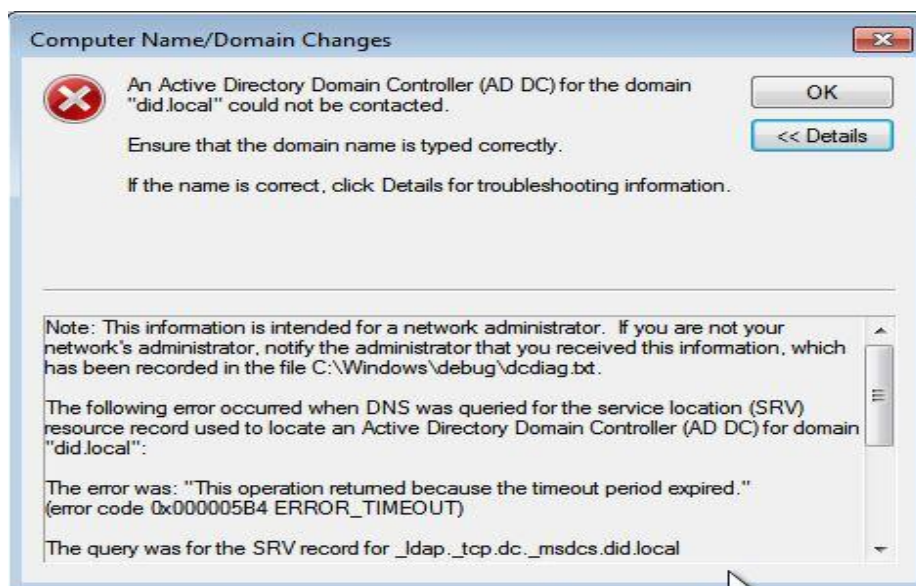 Computer Name/Domain Changes
An Active Directory Domain Controller (AD DC) for the domain
"did.local" could not be contacted.
OK
<< Details
Ensure that the domain name is typed correctly.
If the name is correct, click Details for troubleshooting information.
Note: This information is intended for a network administrator.  If you are not your
network's administrator, notify the administrator that you received this information, which
has been recorded in the file C:\Windows\debug\dcdiag.txt.
The following error occurred when DNS was queried for the service location (SRV)
resource record used to locate an Active Directory Domain Controller (AD DC) for domain
"did.local":
The error was: "This operation returned because the timeout period expired."
(error code 0x000005B4 ERROR_TIMEOUT)
The query was for the SRV record for _ldap._tcp.dc._msdcs.did.local